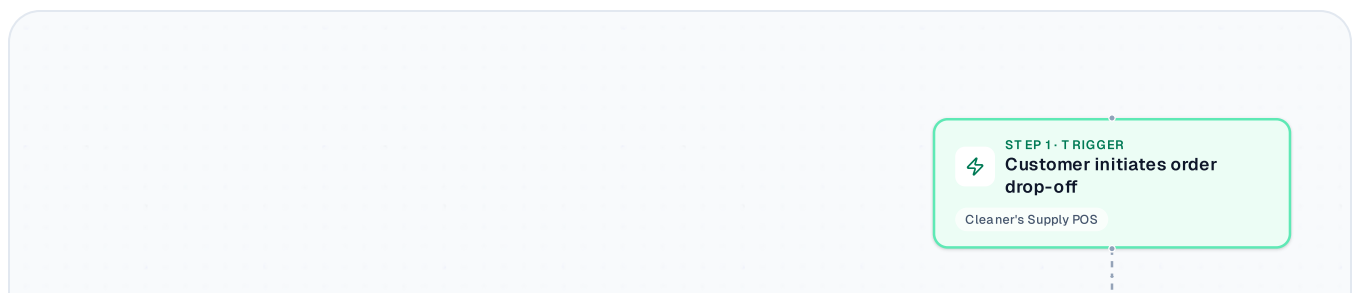 STEP 1 · TRIGGER
Customer initiates order
drop-off
Cleaner's Supply POS